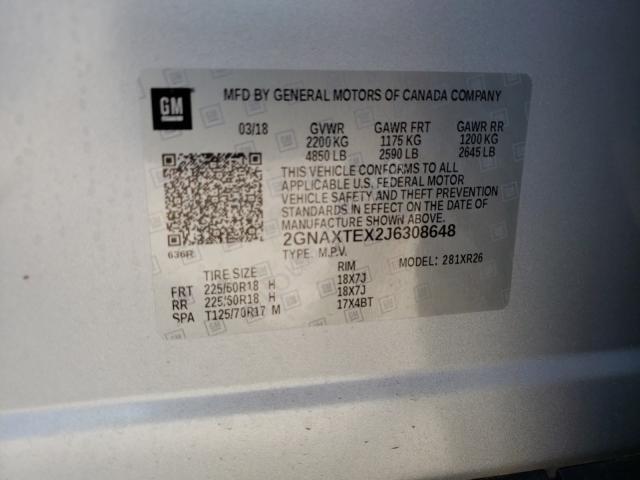 GM
MFD BY GENERAL MOTORS OF CANADA COMPANY
03/18 GVWR GAWR FRT GAWR RR
2200 KG 1175 KG 1200 KG
4850 LB 2590 LB 2645 LB
THIS VEHICLE CONFORMS TO ALL
APPLICABLE U.S. FEDERAL MOTOR
VEHICLE SAFETY AND THEFT PREVENTION
STANDARDS IN EFFECT ON THE DATE OF
MANUFACTURE SHOWN ABOVE.
2GNAXTEX2J6308648
636R TYPE: M.P.V. MODEL: 281XR26
TIRE SIZE RIM
FRT 225/60R18 H 18X7J
RR 225/60R18 H 18X7J
SPA T125/70R17 M 17X4BT